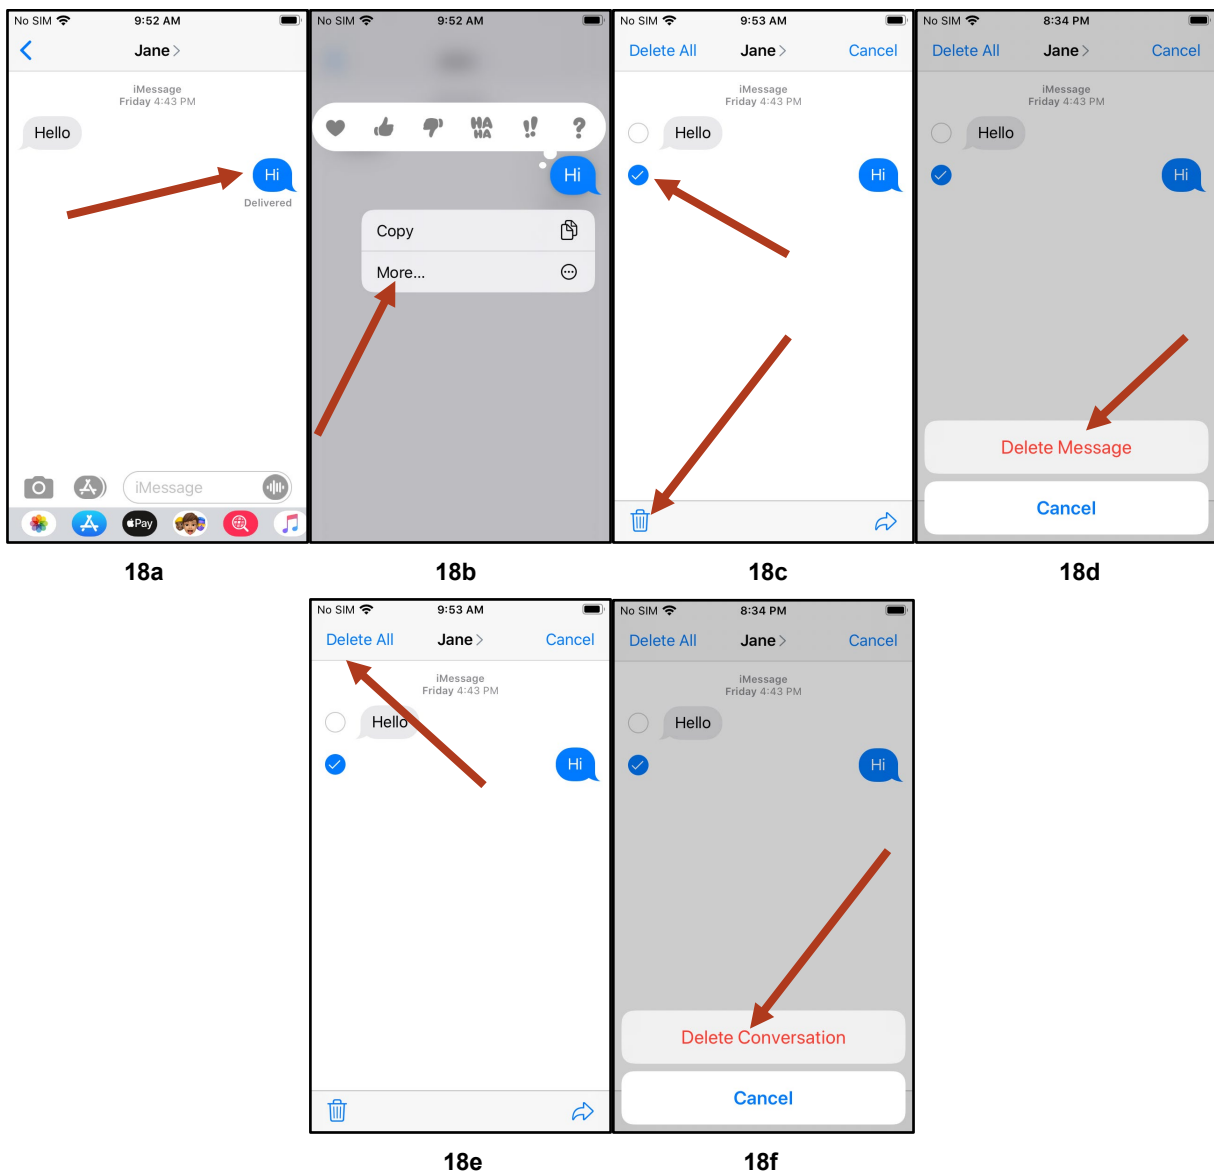 No SIM 9:52 AM
Jane
iMessage
Friday 4:43 PM
Hello
Hi
Delivered
iMessage
Pay
18a
No SIM 9:52 AM
HA
HA
!!
?
Hi
Copy
More...
18b
No SIM 9:53 AM
Delete All Jane Cancel
iMessage
Friday 4:43 PM
Hello
Hi
18c
No SIM 8:34 PM
Delete All Jane Cancel
iMessage
Friday 4:43 PM
Hello
Hi
Delete Message
Cancel
18d
No SIM 9:53 AM
Delete All Jane Cancel
iMessage
Friday 4:43 PM
Hello
Hi
18e
No SIM 8:34 PM
Delete All Jane Cancel
iMessage
Friday 4:43 PM
Hello
Hi
Delete Conversation
Cancel
18f